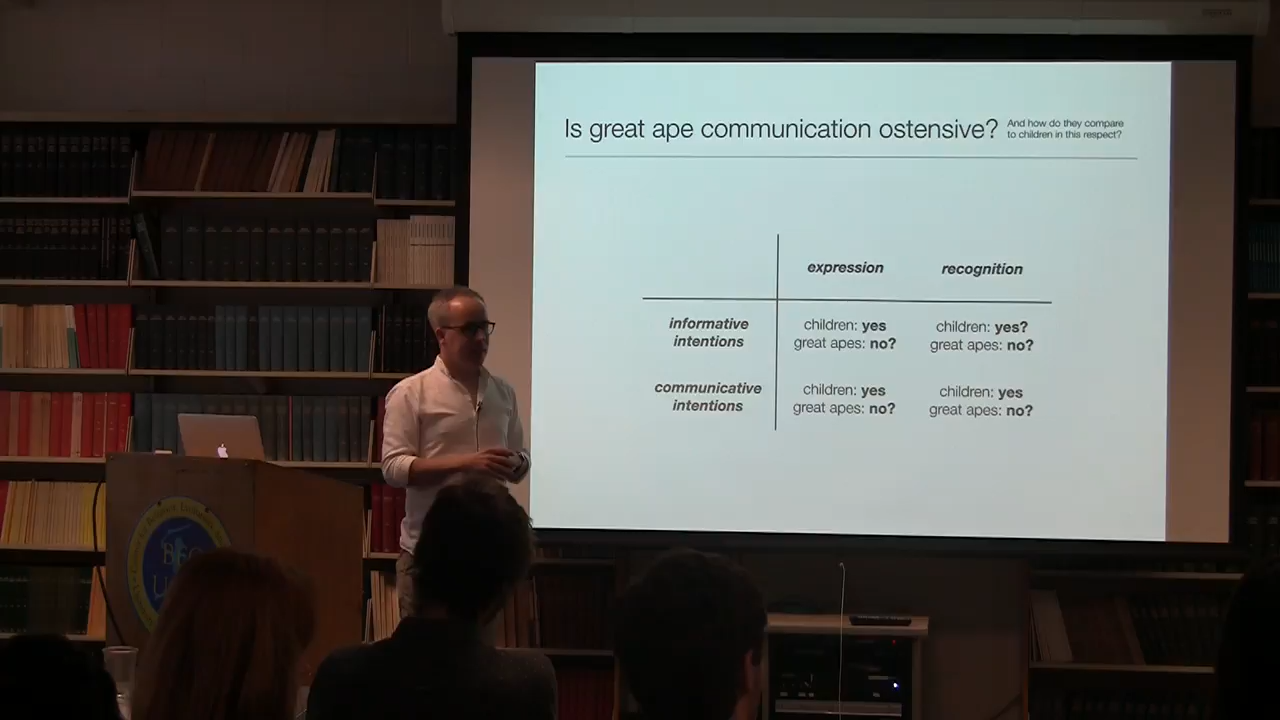 Is great ape communication ostensive?
And how do they compare
to children in this respect?
expression recognition
informative
intentions
children: yes
great apes: no?
children: yes?
great apes: no?
communicative
intentions
children: yes
great apes: no?
children: yes
great apes: no?